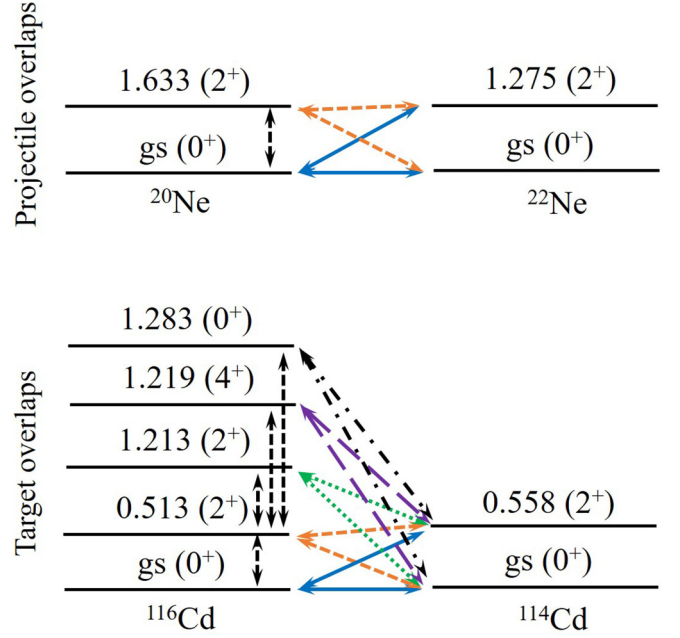 Projectile overlaps
1.633 (2⁺)
1.275 (2⁺)
gs (0⁺)
gs (0⁺)
²⁰Ne
²²Ne
Target overlaps
1.283 (0⁺)
1.219 (4⁺)
1.213 (2⁺)
0.513 (2⁺)
0.558 (2⁺)
gs (0⁺)
gs (0⁺)
¹¹⁶Cd
¹¹⁴Cd